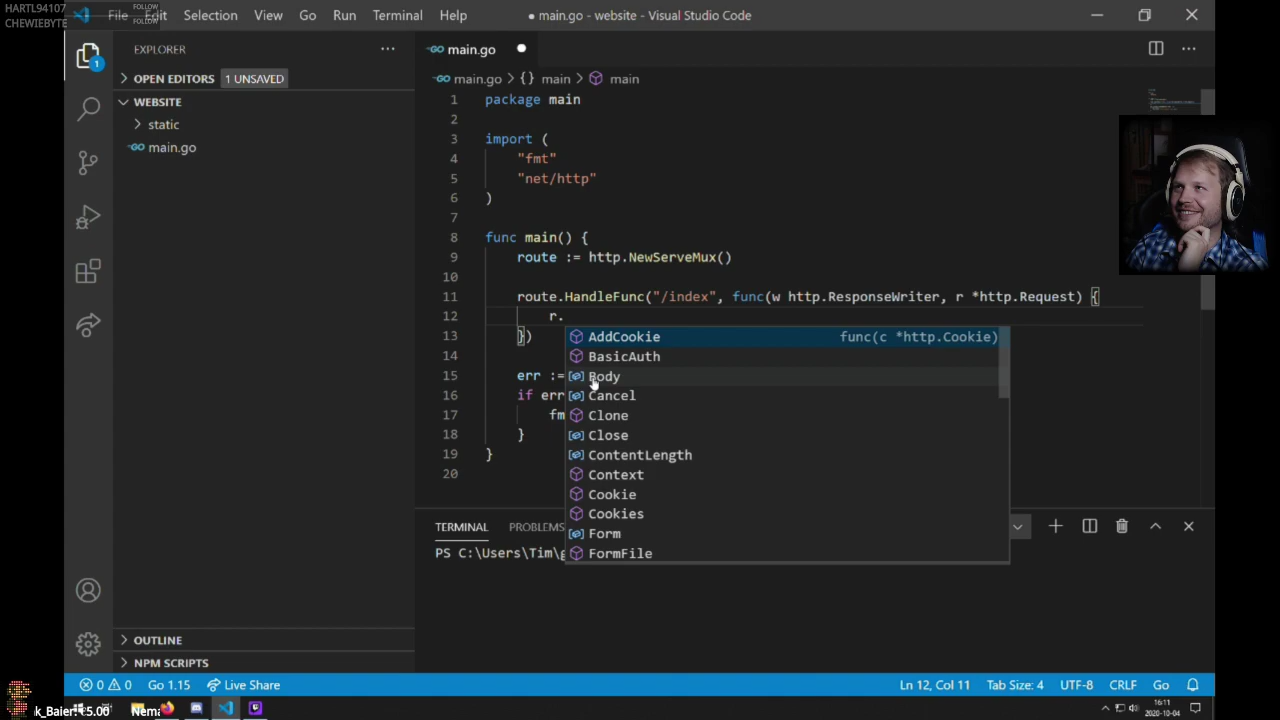 HARTL94107 FOLLOW
CHEWIEBYTE FOLLOW
File Edit Selection View Go Run Terminal Help
● main.go - website - Visual Studio Code
EXPLORER
OPEN EDITORS 1 UNSAVED
WEBSITE
static
main.go
OUTLINE
NPM SCRIPTS
1
main.go
main.go > {} main > main
1 package main
2
3 import (
4 "fmt"
5 "net/http"
6 )
7
8 func main() {
9 route := http.NewServeMux()
10
11 route.HandleFunc("/index", func(w http.ResponseWriter, r *http.Request) {
12 r.
13 })
14
15 err :=
16 if err
17 fm
18 }
19 }
20
AddCookie func(c *http.Cookie)
BasicAuth
Body
Cancel
Clone
Close
ContentLength
Context
Cookie
Cookies
Form
FormFile
TERMINAL PROBLEMS
PS C:\Users\Tim\g
0 0 Go 1.15 Live Share Ln 12, Col 11 Tab Size: 4 UTF-8 CRLF Go
k_Baier: €5.00 Nema
16:11
2020-10-04